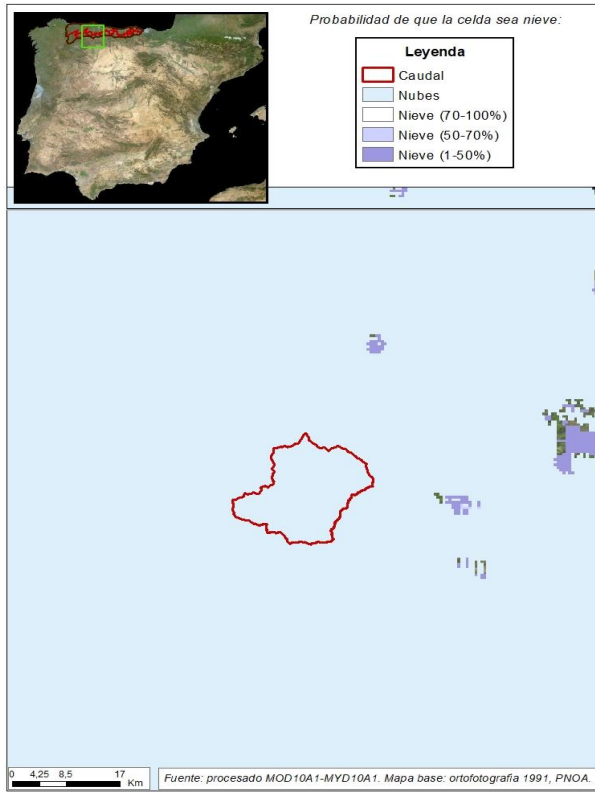 Probabilidad de que la celda sea nieve:
Leyenda
Caudal
Nubes
Nieve (70-100%)
Nieve (50-70%)
Nieve (1-50%)
0 4,25 8,5 17
Km
Fuente: procesado MOD10A1-MYD10A1. Mapa base: ortofotografía 1991, PNOA.